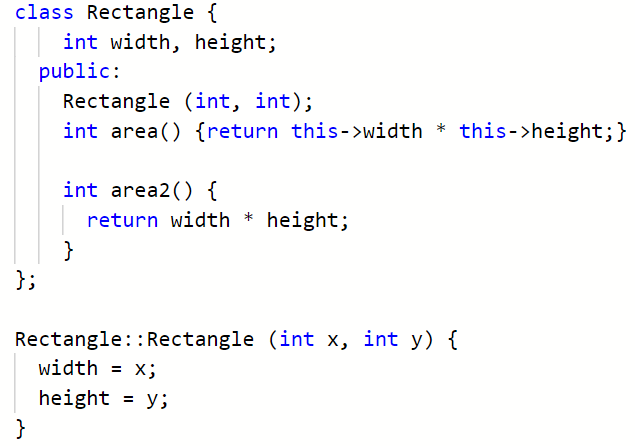 class Rectangle {
    int width, height;
  public:
    Rectangle (int, int);
    int area() {return this->width * this->height;}

    int area2() {
      return width * height;
    }
};

Rectangle::Rectangle (int x, int y) {
  width = x;
  height = y;
}